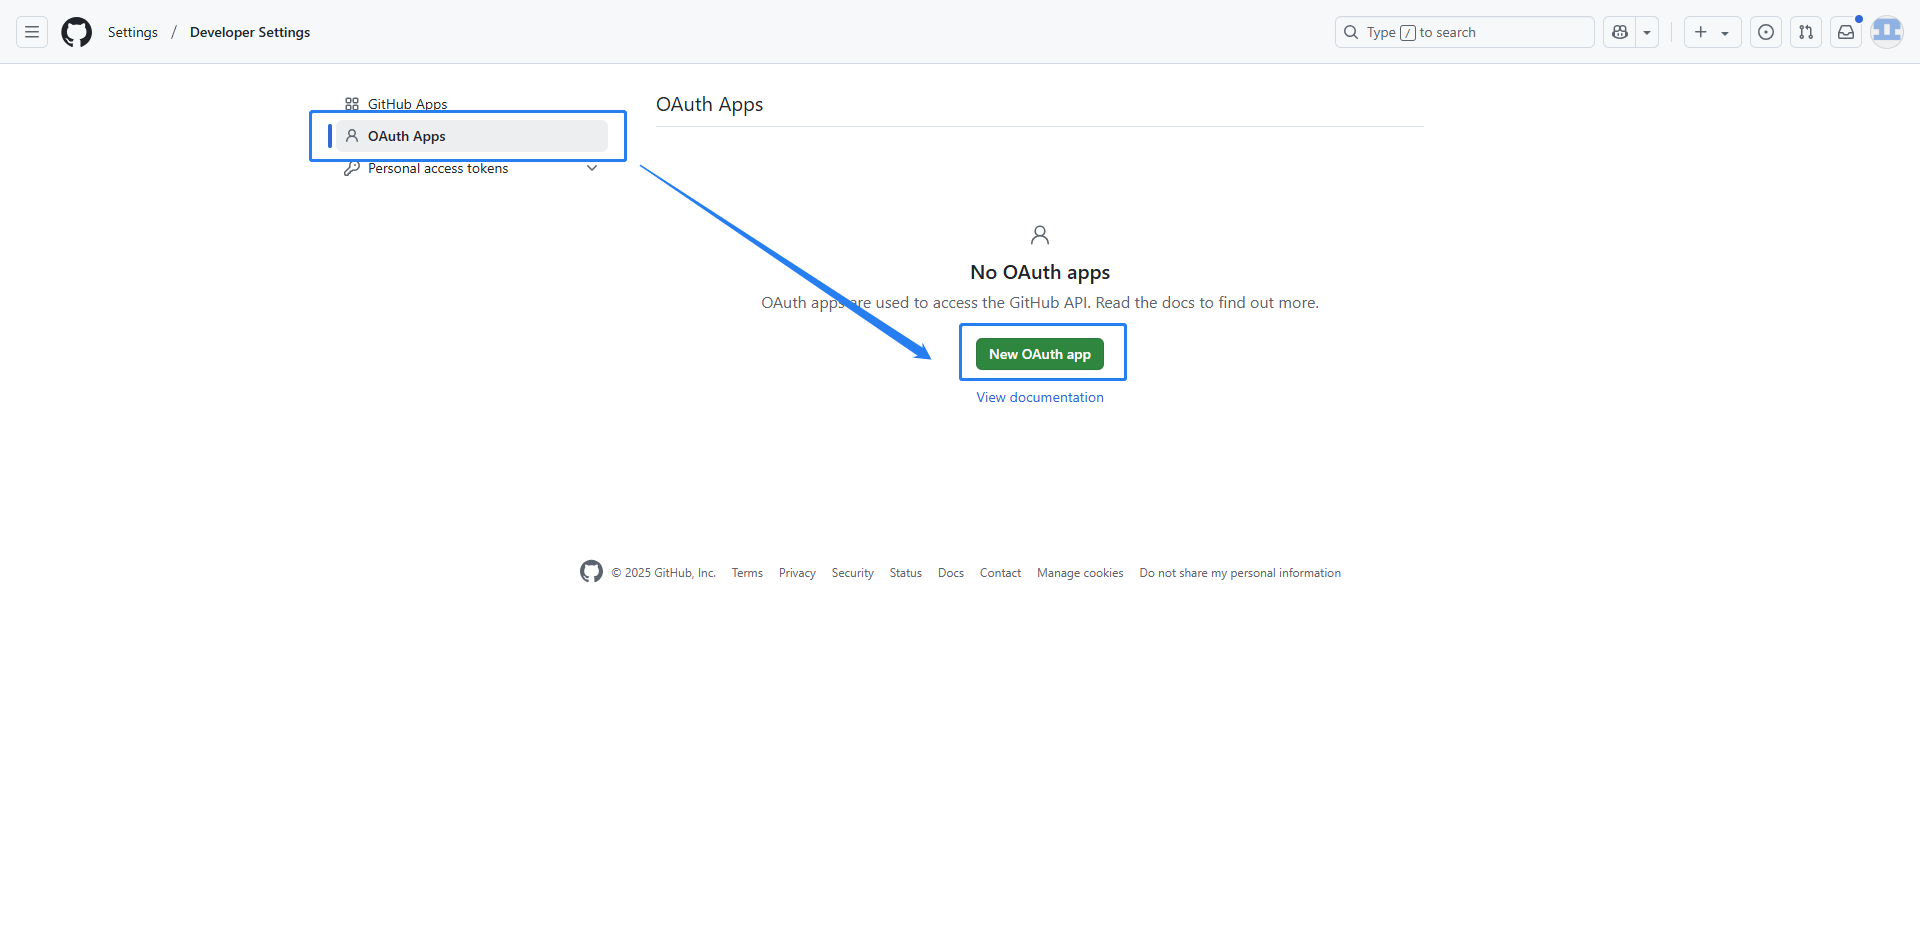 Settings / Developer Settings
Type / to search
GitHub Apps
OAuth Apps
Personal access tokens
OAuth Apps
No OAuth apps
OAuth apps are used to access the GitHub API. Read the docs to find out more.
New OAuth app
View documentation
© 2025 GitHub, Inc. Terms Privacy Security Status Docs Contact Manage cookies Do not share my personal information